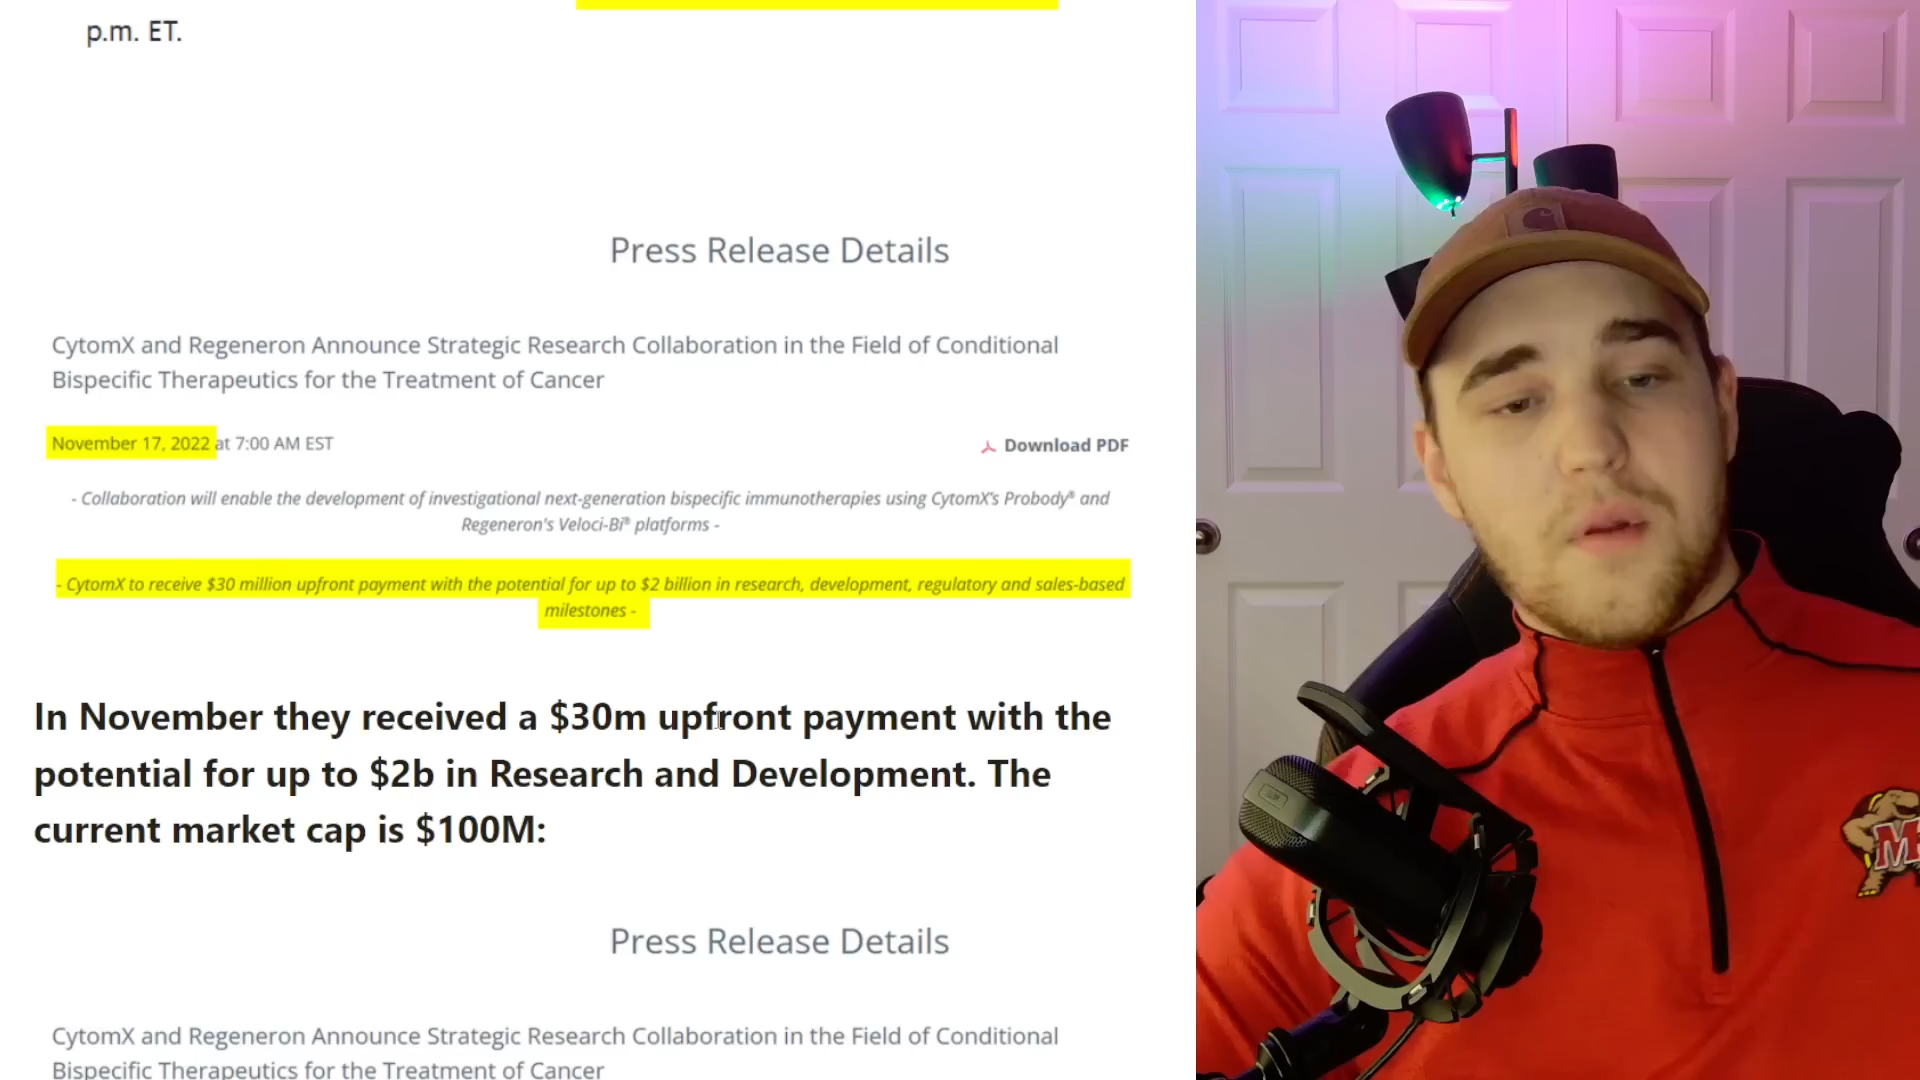 p.m. ET.
Press Release Details
CytomX and Regeneron Announce Strategic Research Collaboration in the Field of Conditional
Bispecific Therapeutics for the Treatment of Cancer
November 17, 2022 at 7:00 AM EST
Download PDF
- Collaboration will enable the development of investigational next-generation bispecific immunotherapies using CytomX's Probody® and
Regeneron's Veloci-Bi® platforms -
- CytomX to receive $30 million upfront payment with the potential for up to $2 billion in research, development, regulatory and sales-based
milestones -
In November they received a $30m upfront payment with the
potential for up to $2b in Research and Development. The
current market cap is $100M:
Press Release Details
CytomX and Regeneron Announce Strategic Research Collaboration in the Field of Conditional
Bispecific Therapeutics for the Treatment of Cancer
M